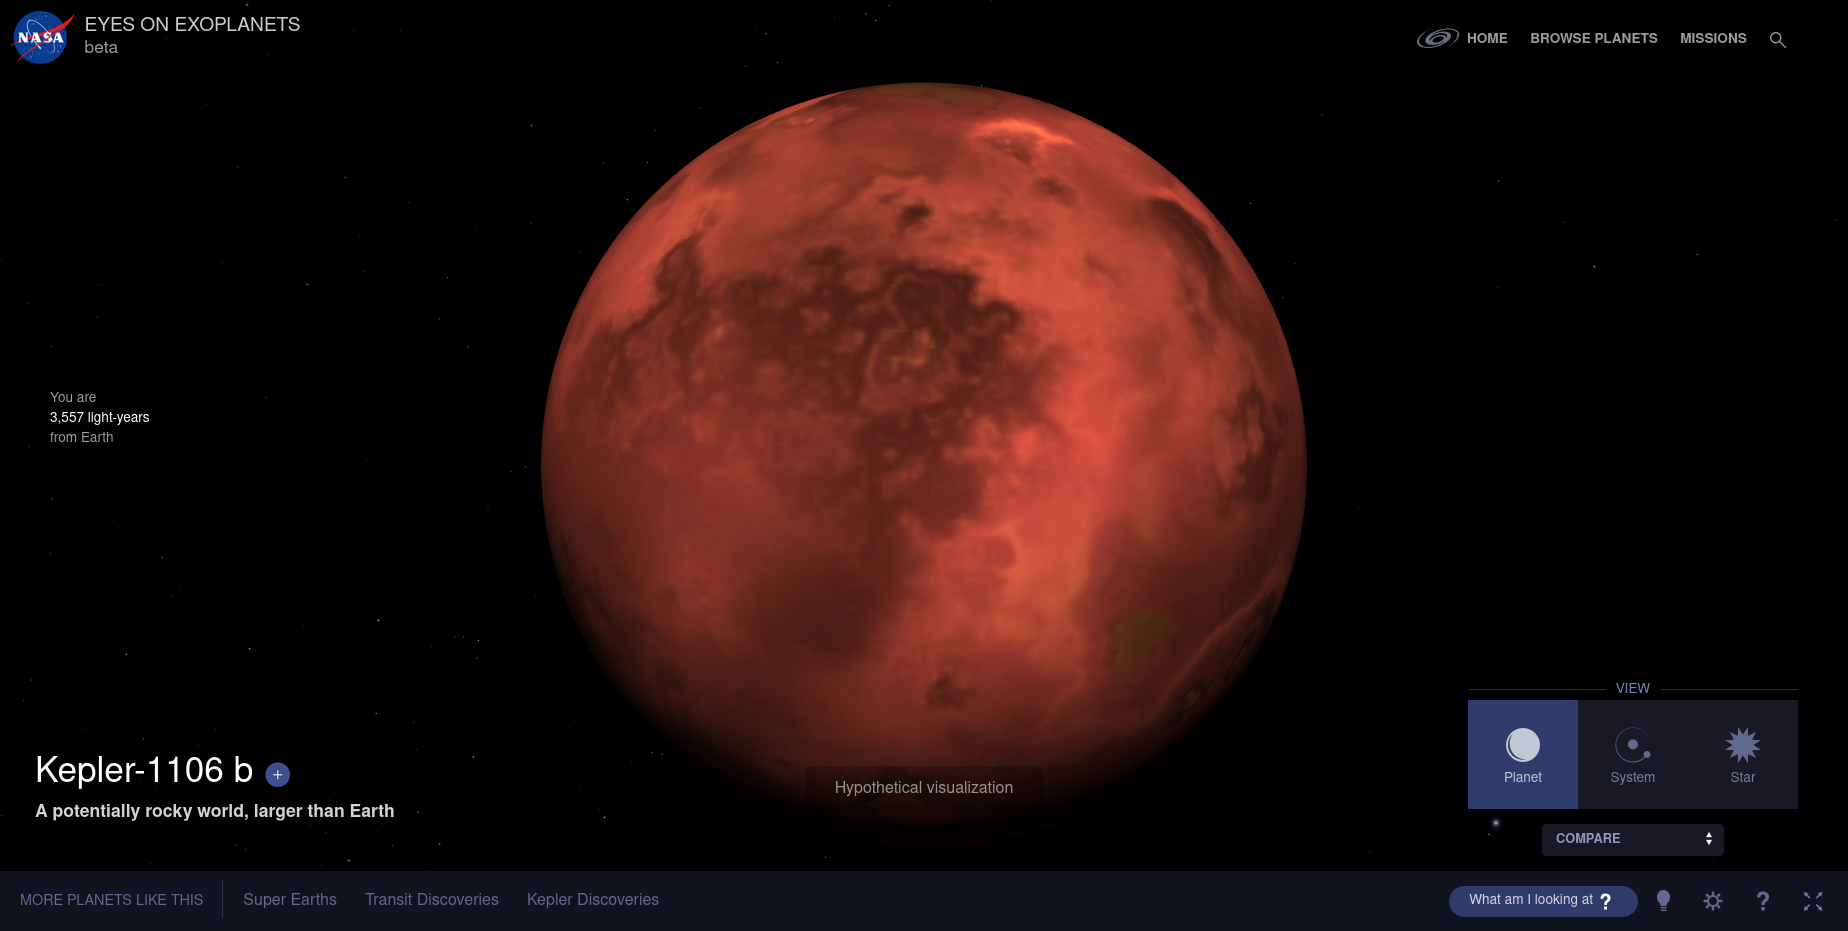 NASA
EYES ON EXOPLANETS
beta
HOME
BROWSE PLANETS
MISSIONS
You are
3,557 light-years
from Earth
Kepler-1106 b +
A potentially rocky world, larger than Earth
Hypothetical visualization
VIEW
Planet
System
Star
COMPARE
MORE PLANETS LIKE THIS
Super Earths
Transit Discoveries
Kepler Discoveries
What am I looking at ?
?